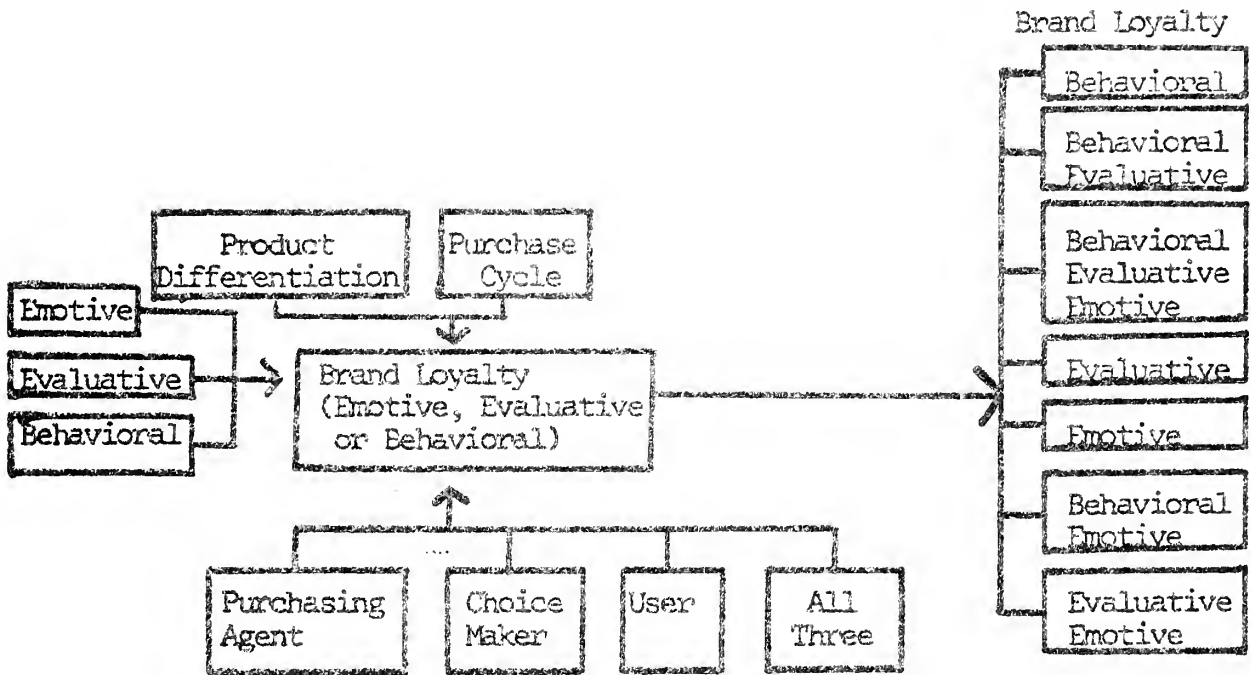 Brand Loyalty
Behavioral
Behavioral
Evaluative
Behavioral
Evaluative
Emotive
Evaluative
Emotive
Behavioral
Emotive
Evaluative
Emotive
Product
Differentiation
Purchase
Cycle
Emotive
Evaluative
Behavioral
Brand Loyalty
(Emotive, Evaluative
or Behavioral)
Purchasing
Agent
Choice
Maker
User
All
Three